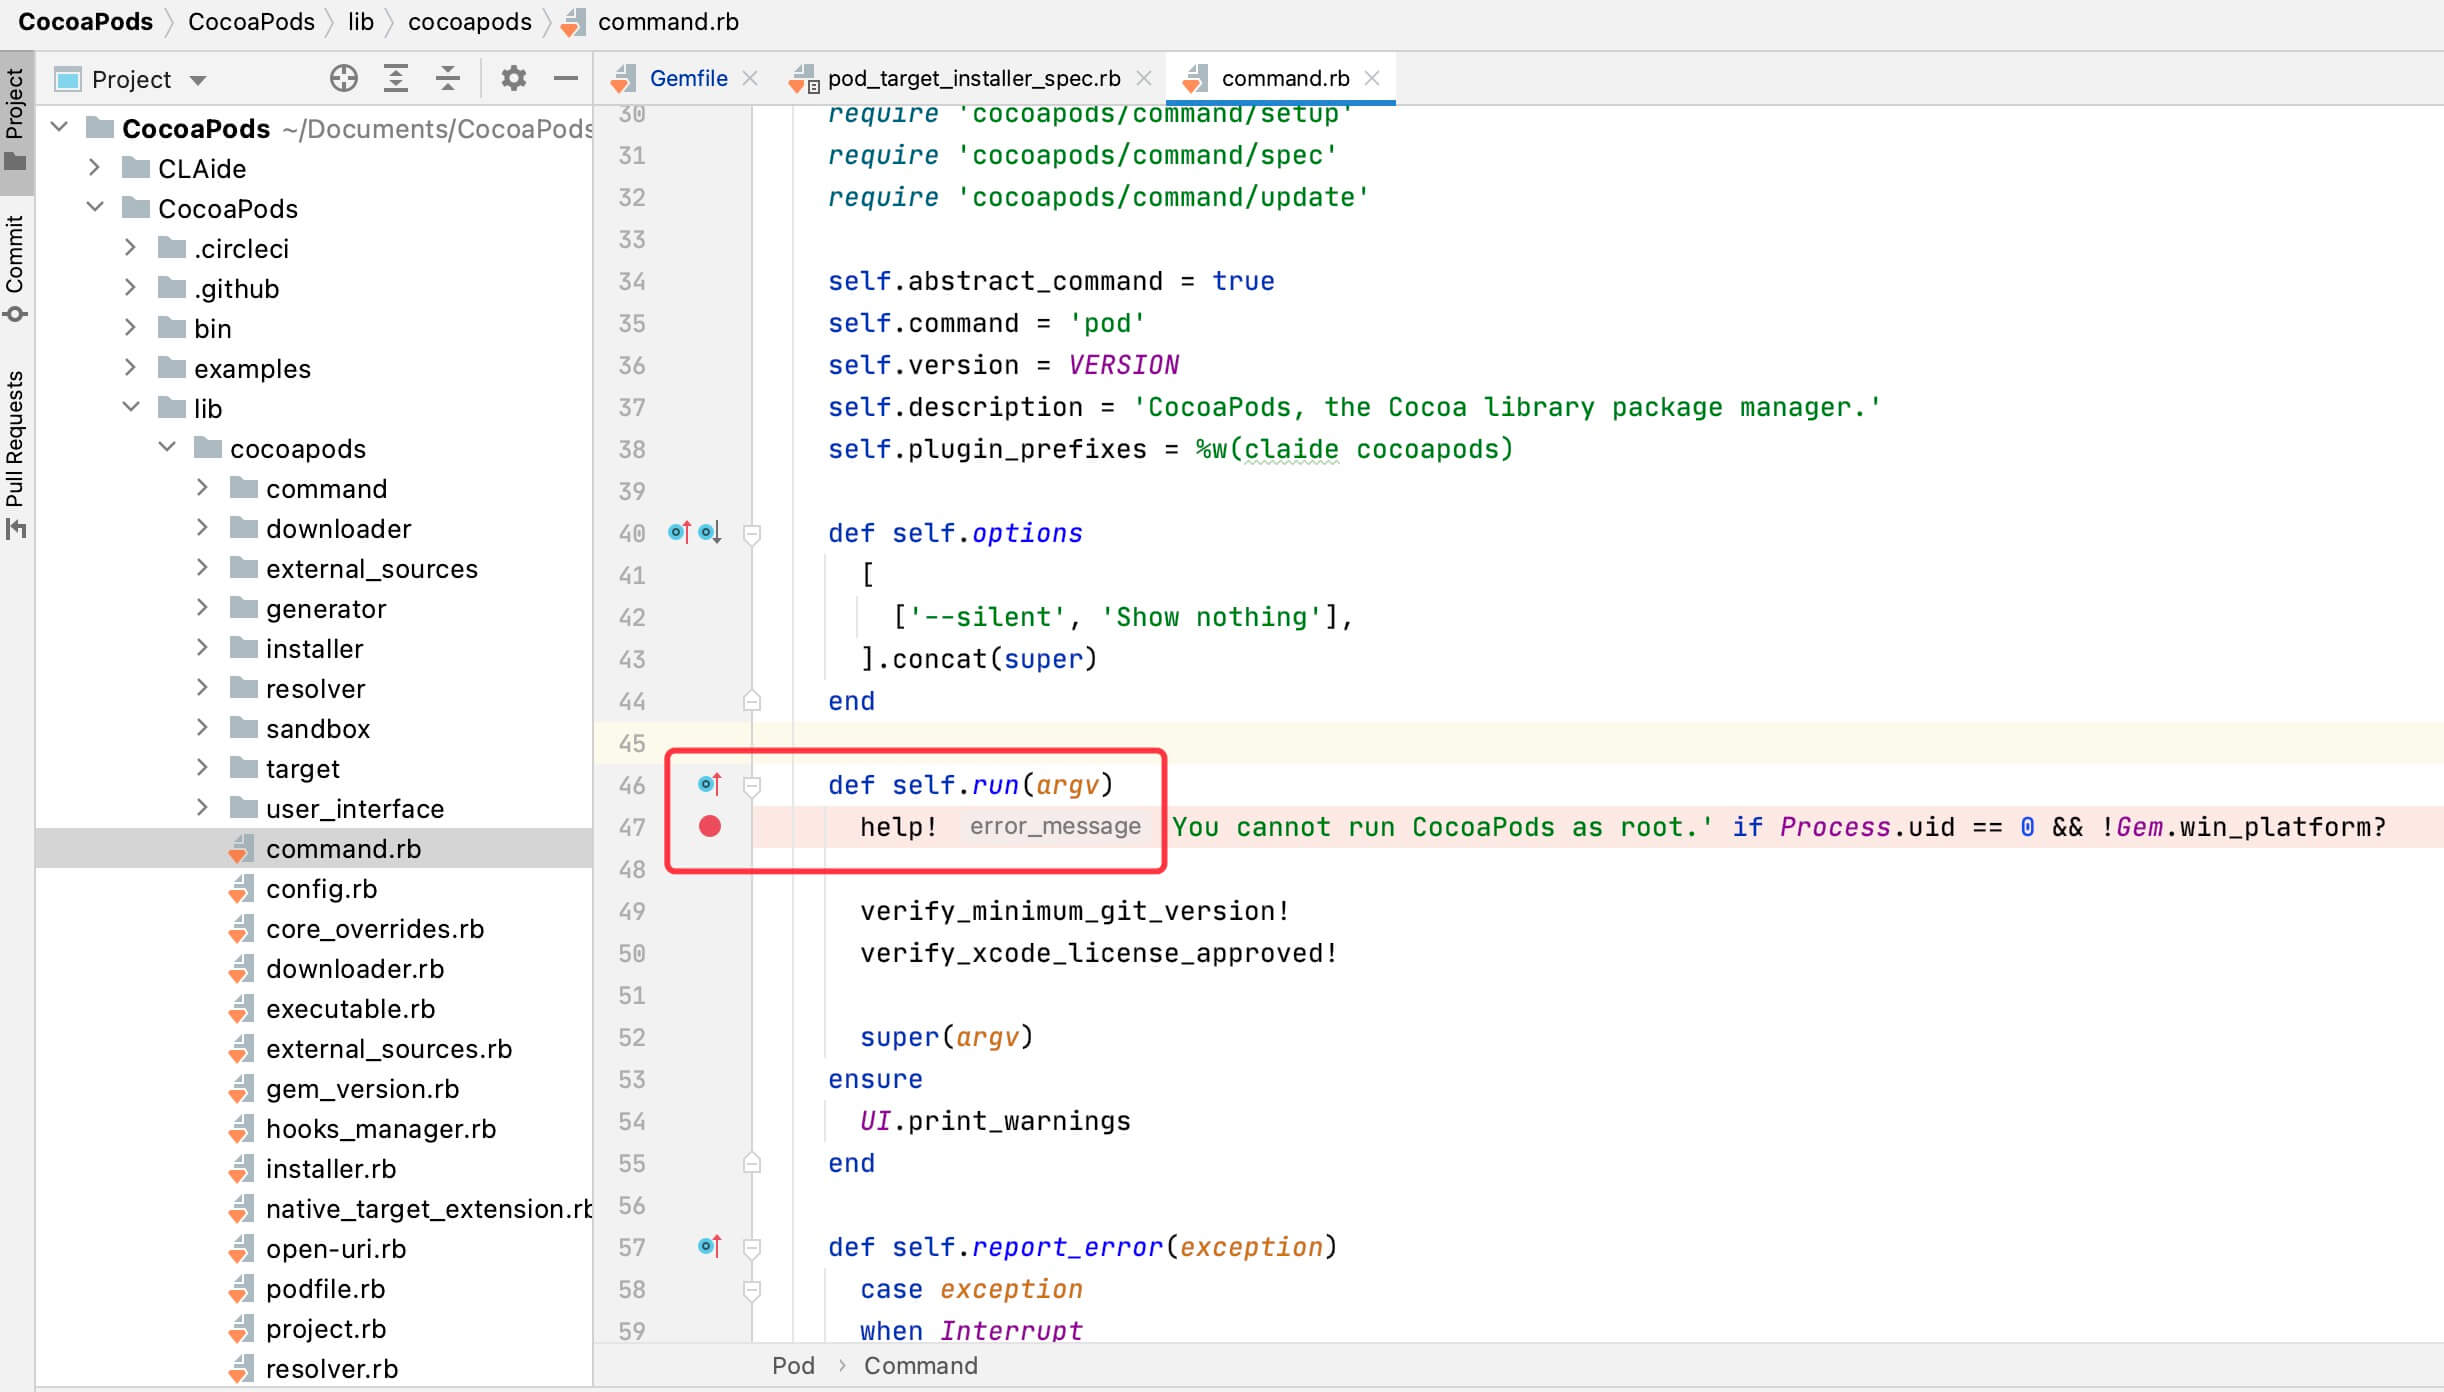 CocoaPods CocoaPods lib cocoapods command.rb
Project
Commit
Pull Requests
Project
CocoaPods ~/Documents/CocoaPods
CLAide
CocoaPods
.circleci
.github
bin
examples
lib
cocoapods
command
downloader
external_sources
generator
installer
resolver
sandbox
target
user_interface
command.rb
config.rb
core_overrides.rb
downloader.rb
executable.rb
external_sources.rb
gem_version.rb
hooks_manager.rb
installer.rb
native_target_extension.rb
open-uri.rb
podfile.rb
project.rb
resolver.rb
Gemfile pod_target_installer_spec.rb command.rb
30 require 'cocoapods/command/setup'
31 require 'cocoapods/command/spec'
32 require 'cocoapods/command/update'
33
34 self.abstract_command = true
35 self.command = 'pod'
36 self.version = VERSION
37 self.description = 'CocoaPods, the Cocoa library package manager.'
38 self.plugin_prefixes = %w(claide cocoapods)
39
40 def self.options
41 [
42 ['--silent', 'Show nothing'],
43 ].concat(super)
44 end
45
46 def self.run(argv)
47 help! error_message You cannot run CocoaPods as root.' if Process.uid == 0 && !Gem.win_platform?
48
49 verify_minimum_git_version!
50 verify_xcode_license_approved!
51
52 super(argv)
53 ensure
54 UI.print_warnings
55 end
56
57 def self.report_error(exception)
58 case exception
59 when Interrupt
Pod › Command